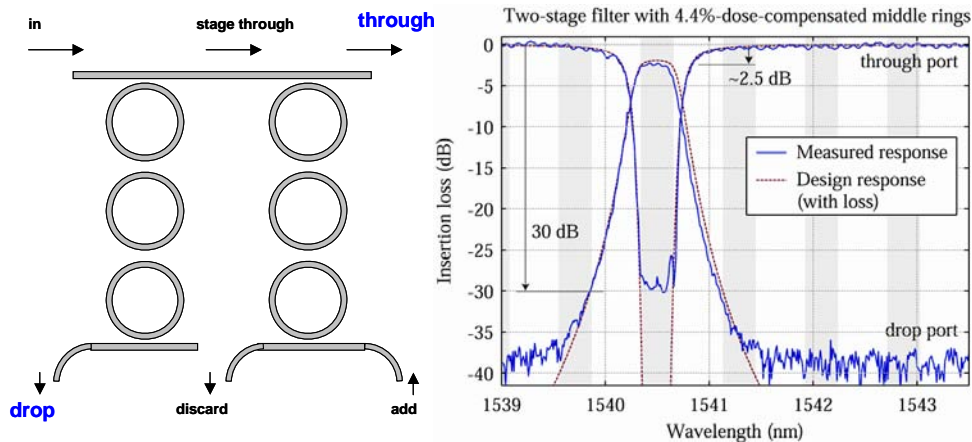 in
stage through
through
drop
discard
add
Two-stage filter with 4.4%-dose-compensated middle rings
0
-5
-10
-15
-20
-25
-30
-35
-40
Insertion loss (dB)
through port
~2.5 dB
Measured response
Design response
(with loss)
30 dB
drop port
1539
1540
1541
1542
1543
Wavelength (nm)